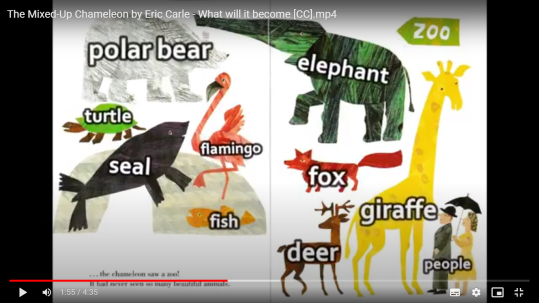 The Mixed-Up Chameleon by Eric Carle - What will it become [CC].mp4
ZOO
polar bear
elephant
turtle
flamingo
seal
fox
fish
giraffe
deer
people
. . . the chameleon saw a zoo!
It had never seen so many beautiful animals.
1:55 / 4:35